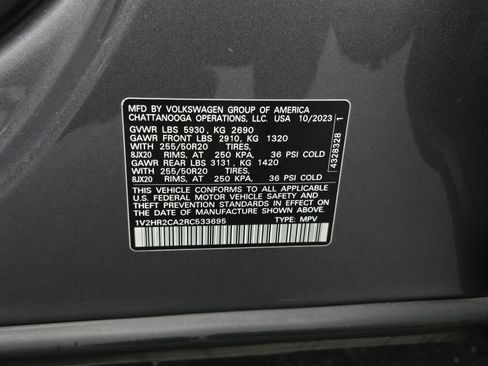 MFD BY VOLKSWAGEN GROUP OF AMERICA
CHATTANOOGA OPERATIONS, LLC. USA 10/2023
GVWR LBS 5930, KG 2690
GAWR FRONT LBS 2910, KG 1320
WITH 255/50R20 TIRES,
8JX20 RIMS, AT 250 KPA, 36 PSI COLD
GAWR REAR LBS 3131, KG 1420
WITH 255/50R20 TIRES,
8JX20 RIMS, AT 250 KPA, 36 PSI COLD
THIS VEHICLE CONFORMS TO ALL APPLICABLE
U.S. FEDERAL MOTOR VEHICLE SAFETY
AND THEFT PREVENTION STANDARDS IN
EFFECT ON THE DATE OF MANUFACTURE
SHOWN ABOVE.
1V2HR2CA2RC533695 TYPE: MPV
4328328 1